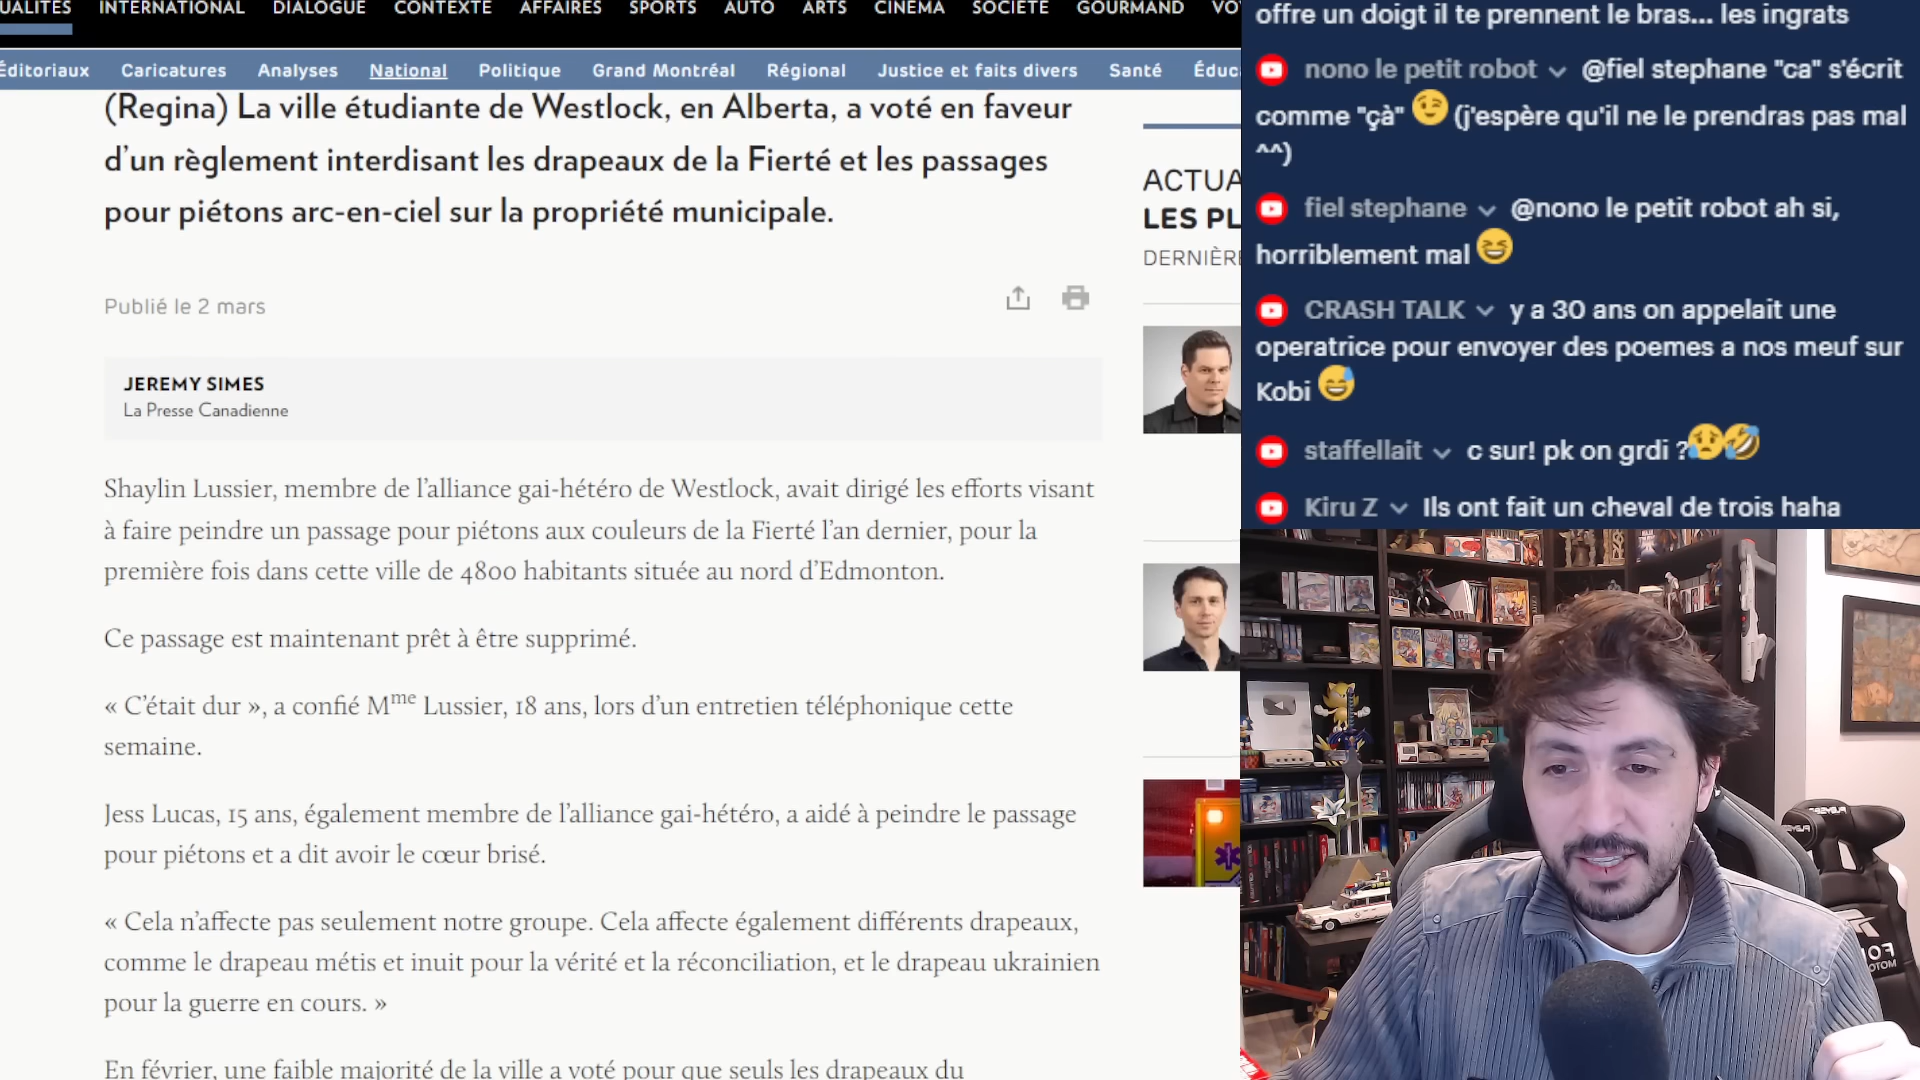 UALITÉS INTERNATIONAL DIALOGUE CONTEXTE AFFAIRES SPORTS AUTO ARTS CINÉMA SOCIÉTÉ GOURMAND
Éditoriaux Caricatures Analyses National Politique Grand Montréal Régional Justice et faits divers Santé Éduc
(Regina) La ville étudiante de Westlock, en Alberta, a voté en faveur
d’un règlement interdisant les drapeaux de la Fierté et les passages
pour piétons arc-en-ciel sur la propriété municipale.
Publié le 2 mars
JEREMY SIMES
La Presse Canadienne
Shaylin Lussier, membre de l’alliance gai-hétéro de Westlock, avait dirigé les efforts visant
à faire peindre un passage pour piétons aux couleurs de la Fierté l’an dernier, pour la
première fois dans cette ville de 4800 habitants située au nord d’Edmonton.
Ce passage est maintenant prêt à être supprimé.
« C’était dur », a confié Mme Lussier, 18 ans, lors d’un entretien téléphonique cette
semaine.
Jess Lucas, 15 ans, également membre de l’alliance gai-hétéro, a aidé à peindre le passage
pour piétons et a dit avoir le cœur brisé.
« Cela n’affecte pas seulement notre groupe. Cela affecte également différents drapeaux,
comme le drapeau métis et inuit pour la vérité et la réconciliation, et le drapeau ukrainien
pour la guerre en cours. »
En février, une faible majorité de la ville a voté pour que seuls les drapeaux du
ACTUA
LES PL
DERNIÈRE
offre un doigt il te prennent le bras... les ingrats
nono le petit robot @fiel stephane "ca" s'écrit
comme "çà" 😉 (j'espère qu'il ne le prendras pas mal
^^)
fiel stephane @nono le petit robot ah si,
horriblement mal 😆
CRASH TALK y a 30 ans on appelait une
operatrice pour envoyer des poemes a nos meuf sur
Kobi 😅
staffellait c sur! pk on grdi ?😥🤣
Kiru Z Ils ont fait un cheval de trois haha